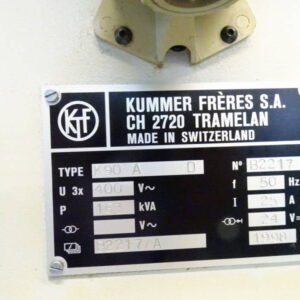 KUMMER FRÈRES S.A.
CH 2720 TRAMELAN
MADE IN SWITZERLAND
TYPE K90 A D N° B2217
U 3x 400 V~ f 50 Hz
P kVA I 25 A
V~ 24
B2217/A 1998